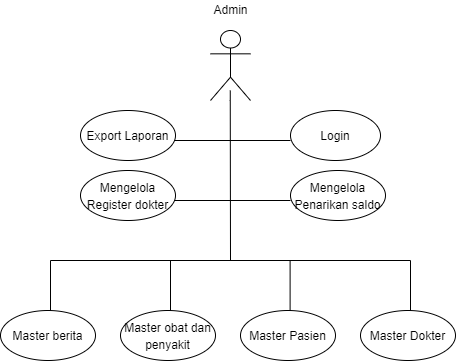 Admin
Export Laporan
Login
Mengelola
Register dokter
Mengelola
Penarikan saldo
Master berita
Master obat dan
penyakit
Master Pasien
Master Dokter